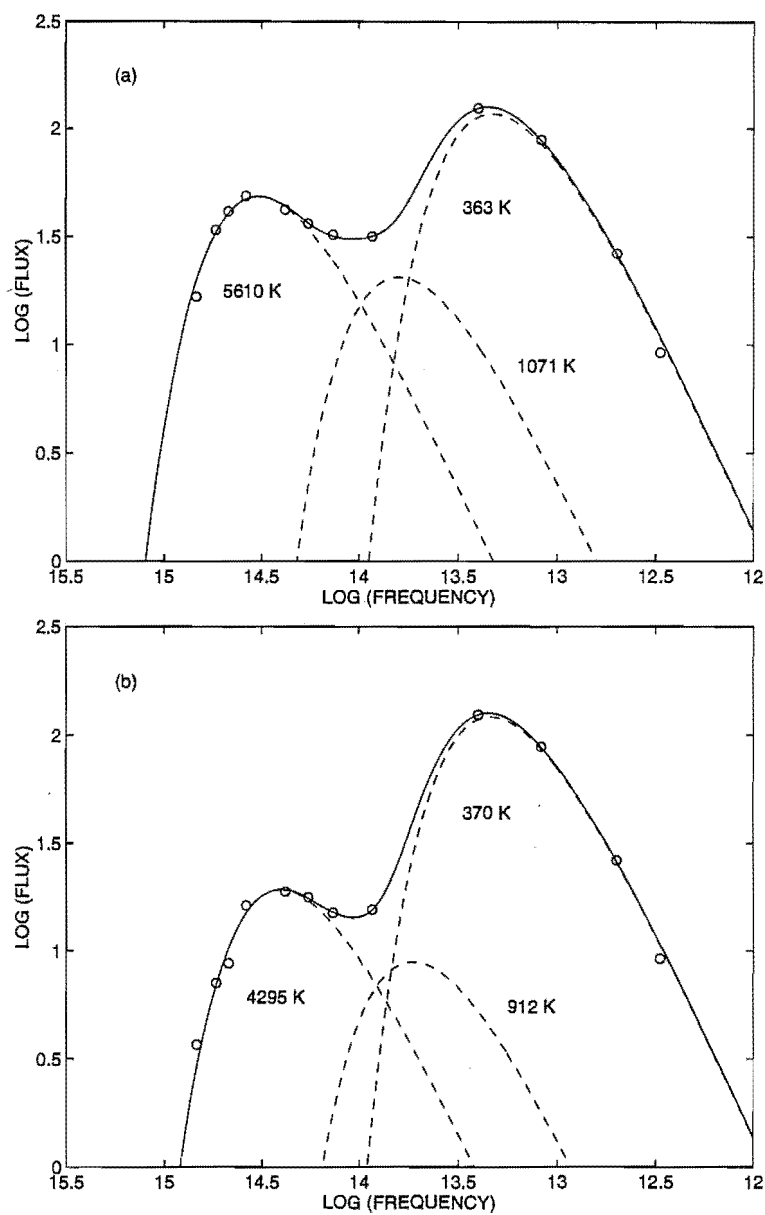 2.5
(a)
2
363 K
1.5
LOG (FLUX)
5610 K
1071 K
1
0.5
0
15.5 15 14.5 14 13.5 13 12.5 12
LOG (FREQUENCY)
2.5
(b)
2
370 K
1.5
LOG (FLUX)
1
4295 K
912 K
0.5
0
15.5 15 14.5 14 13.5 13 12.5 12
LOG (FREQUENCY)